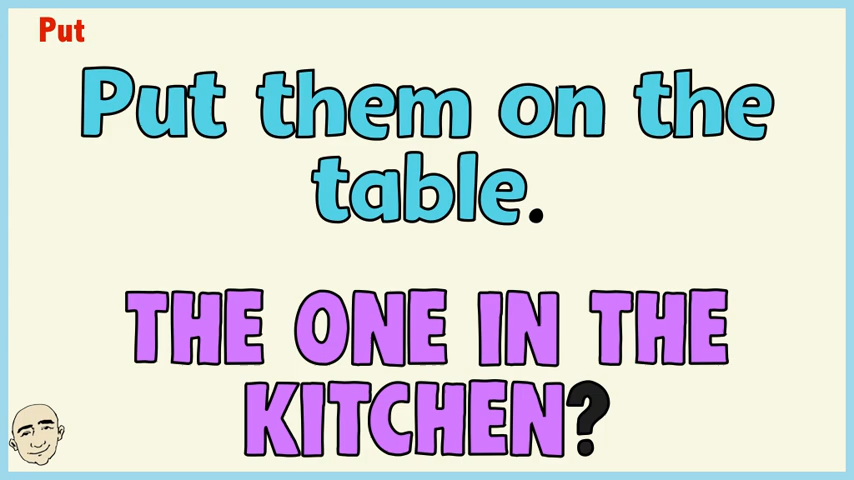 Put
Put them on the
table.
THE ONE IN THE
KITCHEN?